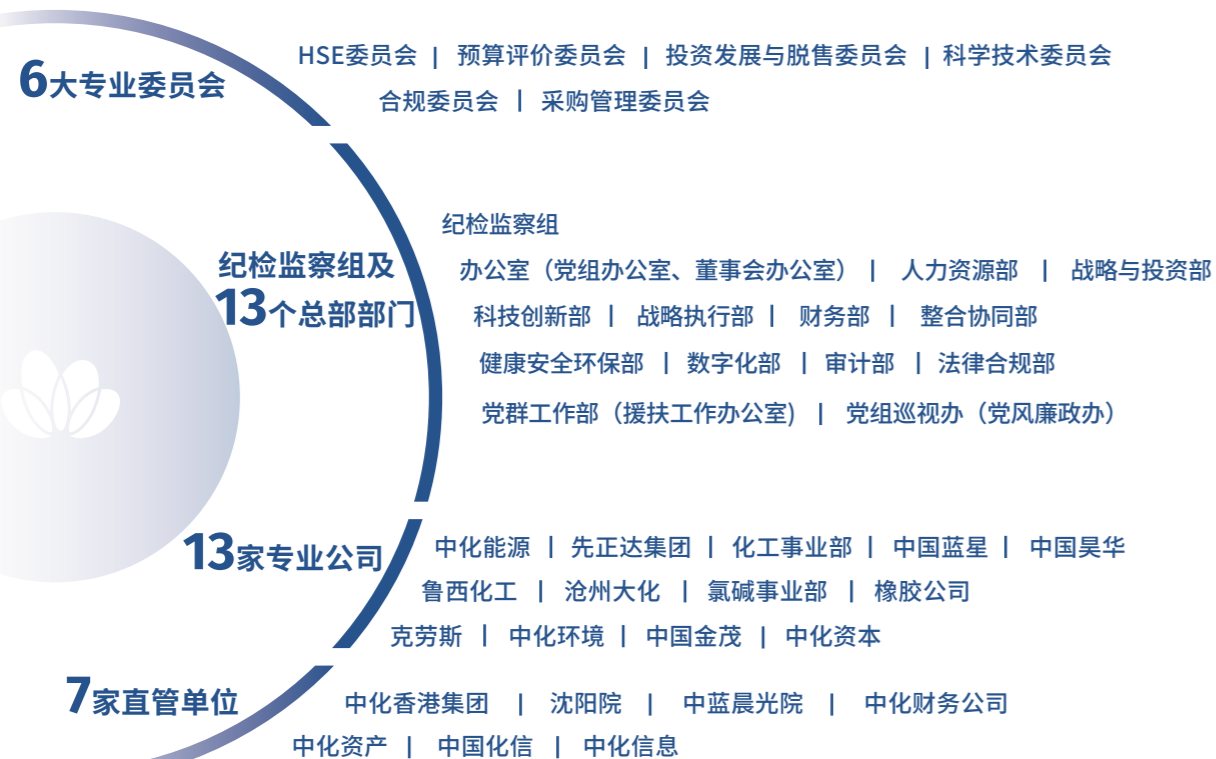 6大专业委员会
HSE委员会 | 预算评价委员会 | 投资发展与脱售委员会 | 科学技术委员会
合规委员会 | 采购管理委员会
纪检监察组及
13个总部部门
纪检监察组
办公室（党组办公室、董事会办公室） | 人力资源部 | 战略与投资部
科技创新部 | 战略执行部 | 财务部 | 整合协同部
健康安全环保部 | 数字化部 | 审计部 | 法律合规部
党群工作部（援扶工作办公室) | 党组巡视办（党风廉政办）
13家专业公司
中化能源 | 先正达集团 | 化工事业部 | 中国蓝星 | 中国昊华
鲁西化工 | 沧州大化 | 氯碱事业部 | 橡胶公司
克劳斯 | 中化环境 | 中国金茂 | 中化资本
7家直管单位
中化香港集团 | 沈阳院 | 中蓝晨光院 | 中化财务公司
中化资产 | 中国化信 | 中化信息